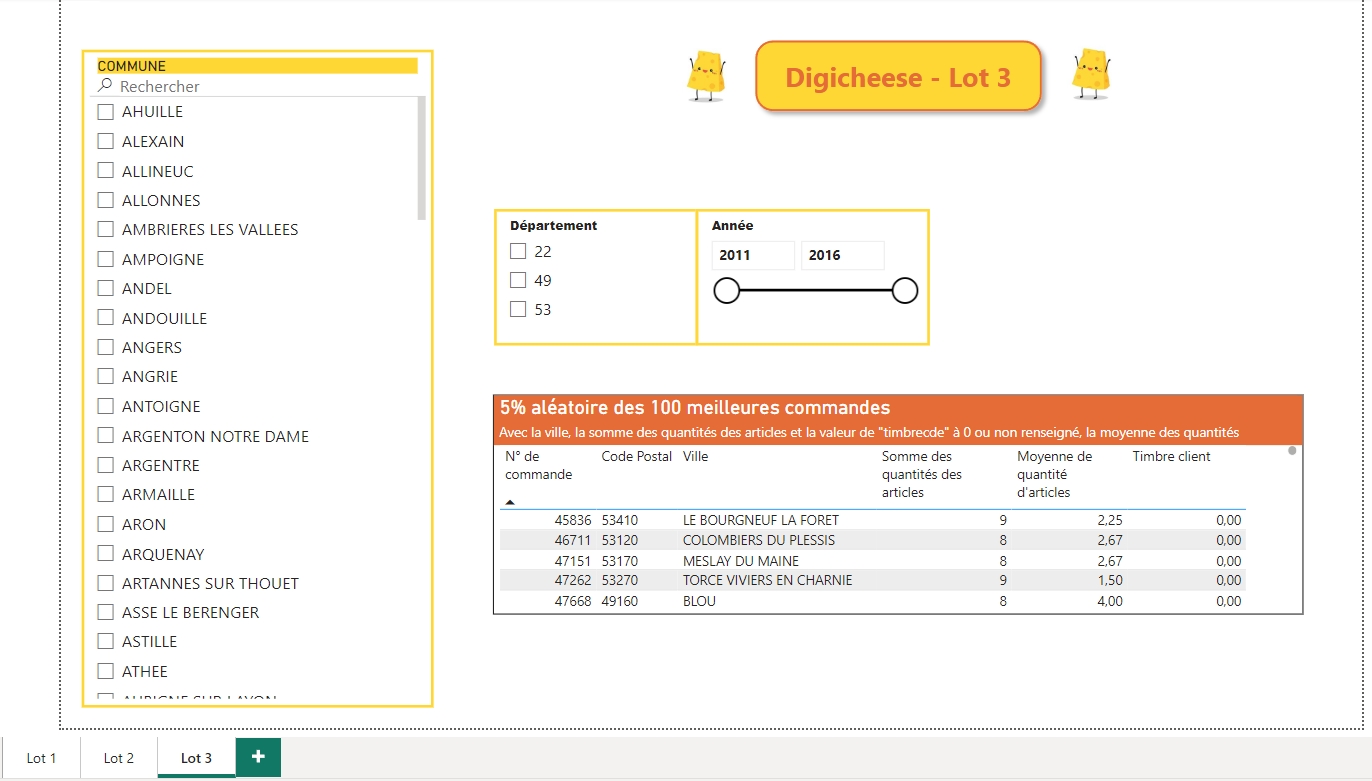 Digicheese - Lot 3
COMMUNE
Rechercher
AHUILLE
ALEXAIN
ALLINEUC
ALLONNES
AMBRIERES LES VALLEES
AMPOIGNE
ANDEL
ANDOUILLE
ANGERS
ANGRIE
ANTOIGNE
ARGENTON NOTRE DAME
ARGENTRE
ARMAILLE
ARON
ARQUENAY
ARTANNES SUR THOUET
ASSE LE BERENGER
ASTILLE
ATHEE
Département
22
49
53
Année
2011 2016
5% aléatoire des 100 meilleures commandes
Avec la ville, la somme des quantités des articles et la valeur de "timbrecde" à 0 ou non renseigné, la moyenne des quantités
N° de commande Code Postal Ville Somme des quantités des articles Moyenne de quantité d'articles Timbre client
45836 53410 LE BOURGNEUF LA FORET 9 2,25 0,00
46711 53120 COLOMBIERS DU PLESSIS 8 2,67 0,00
47151 53170 MESLAY DU MAINE 8 2,67 0,00
47262 53270 TORCE VIVIERS EN CHARNIE 9 1,50 0,00
47668 49160 BLOU 8 4,00 0,00
Lot 1 Lot 2 Lot 3 +